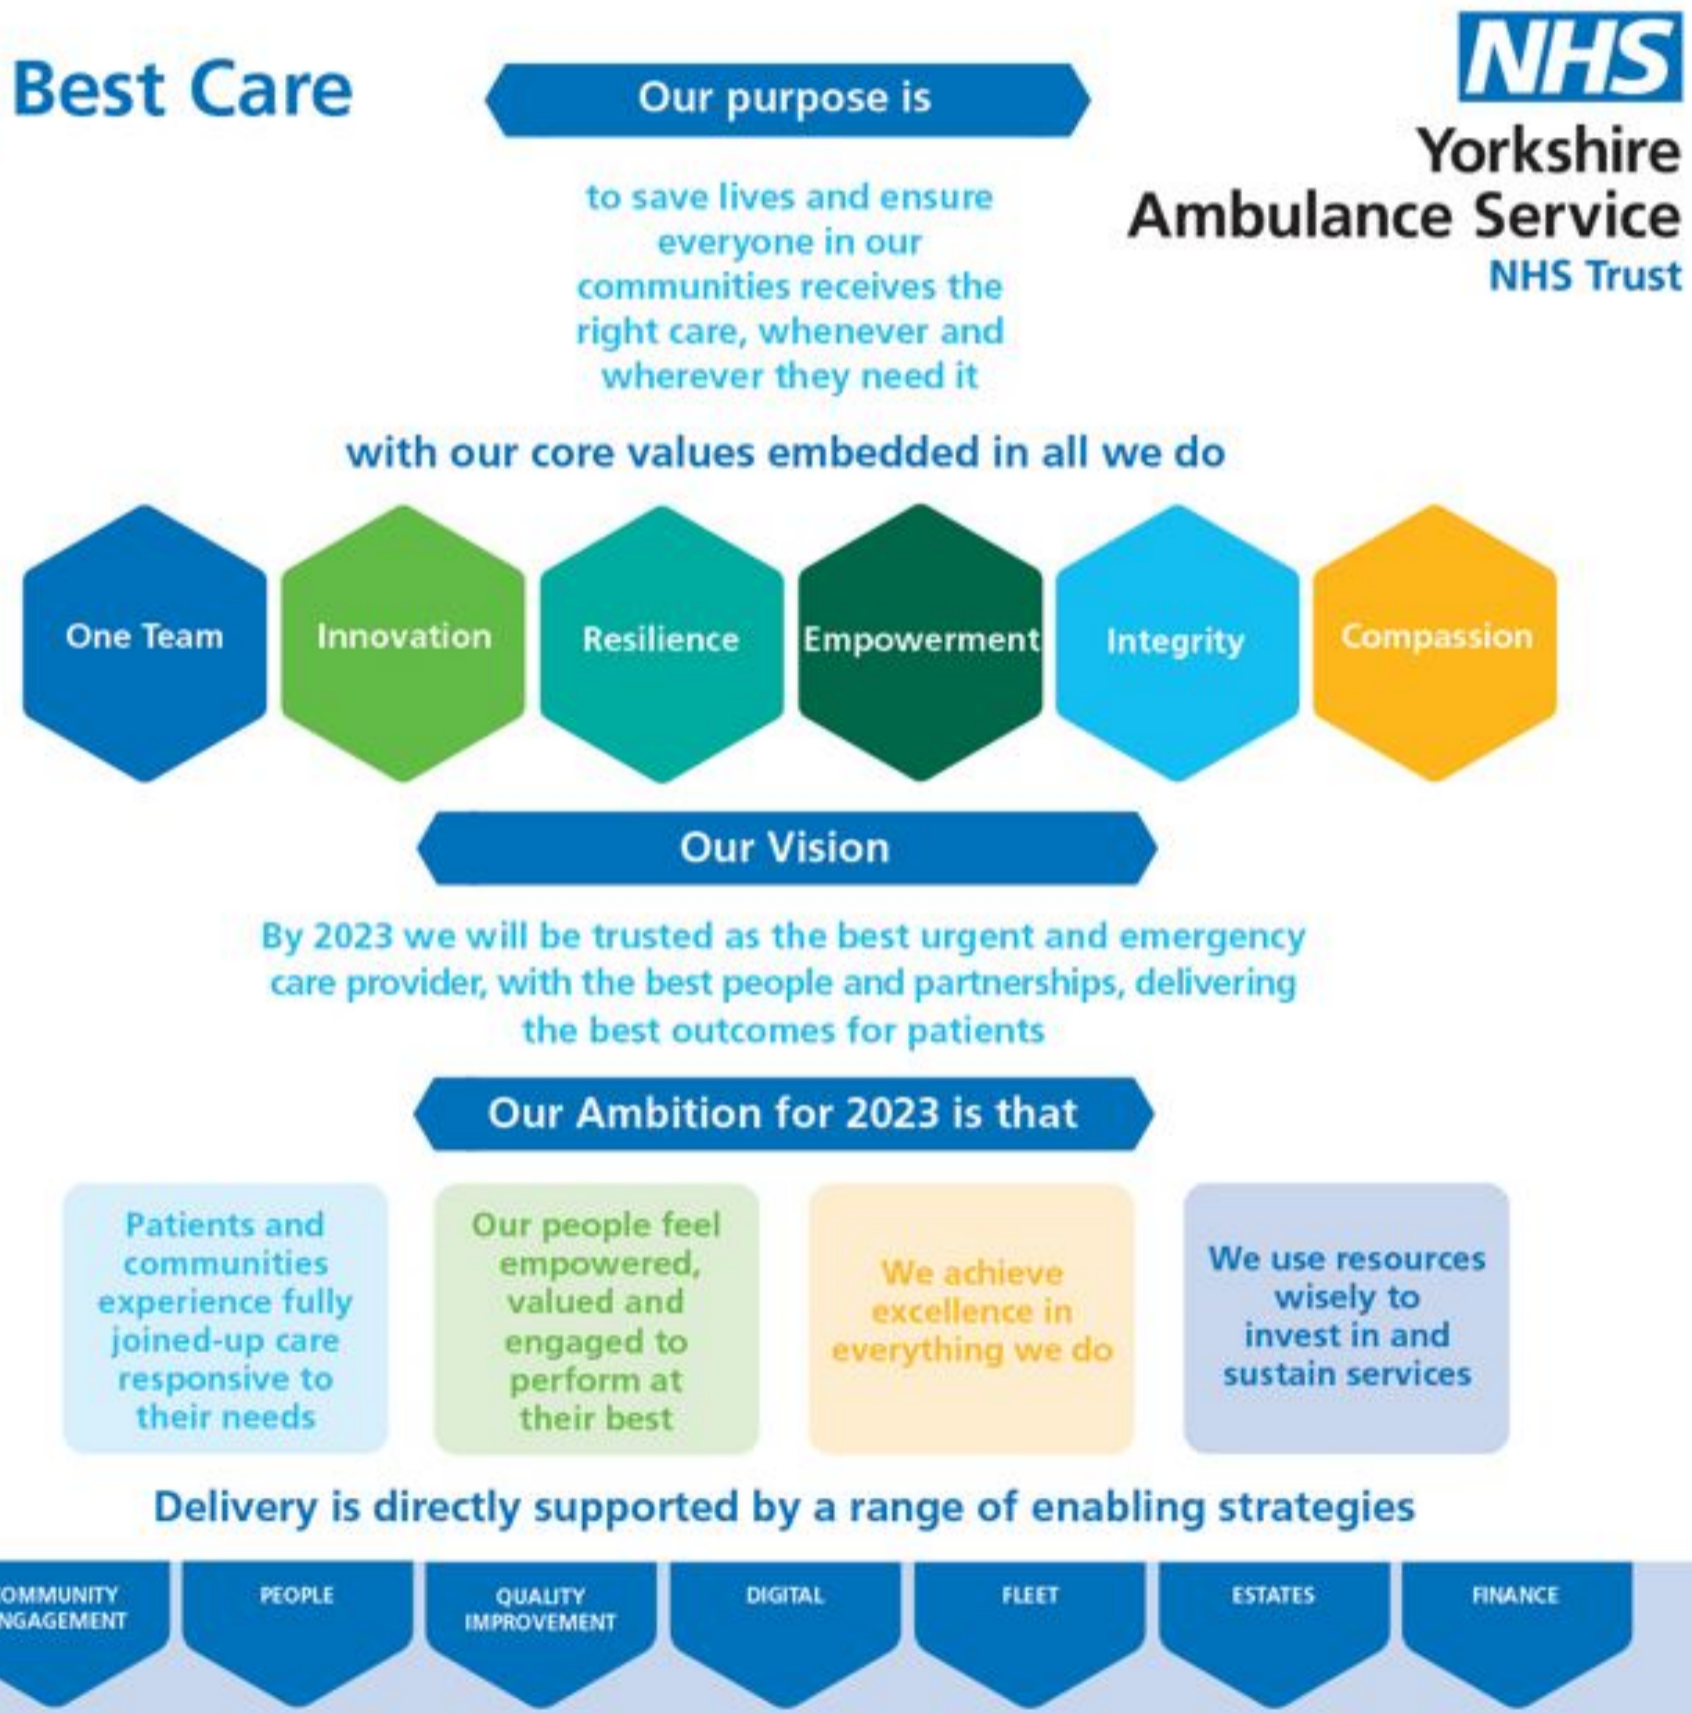 Best Care
Our purpose is
NHS
Yorkshire
Ambulance Service
NHS Trust
to save lives and ensure
everyone in our
communities receives the
right care, whenever and
wherever they need it
with our core values embedded in all we do
One Team
Innovation
Resilience
Empowerment
Integrity
Compassion
Our Vision
By 2023 we will be trusted as the best urgent and emergency
care provider, with the best people and partnerships, delivering
the best outcomes for patients
Our Ambition for 2023 is that
Patients and
communities
experience fully
joined-up care
responsive to
their needs
Our people feel
empowered,
valued and
engaged to
perform at
their best
We achieve
excellence in
everything we do
We use resources
wisely to
invest in and
sustain services
Delivery is directly supported by a range of enabling strategies
OMMUNITY
NGAGEMENT
PEOPLE
QUALITY
IMPROVEMENT
DIGITAL
FLEET
ESTATES
FINANCE